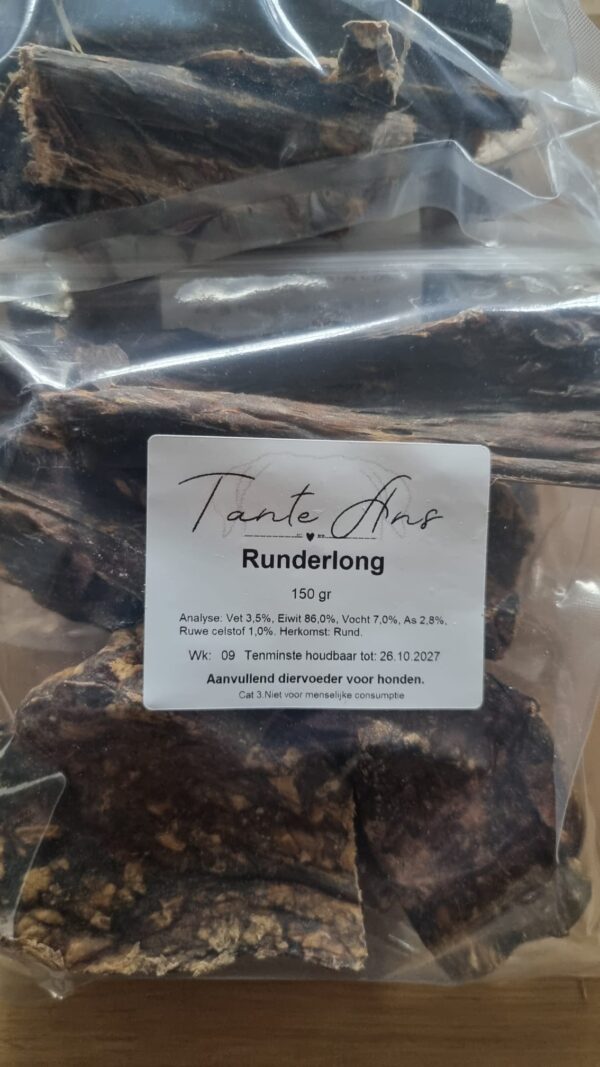 Tante Ans
Runderlong
150 gr
Analyse: Vet 3,5%, Eiwit 86,0%, Vocht 7,0%, As 2,8%,
Ruwe celstof 1,0%. Herkomst: Rund.
Wk: 09 Tenminste houdbaar tot: 26.10.2027
Aanvullend diervoeder voor honden.
Cat 3.Niet voor menselijke consumptie